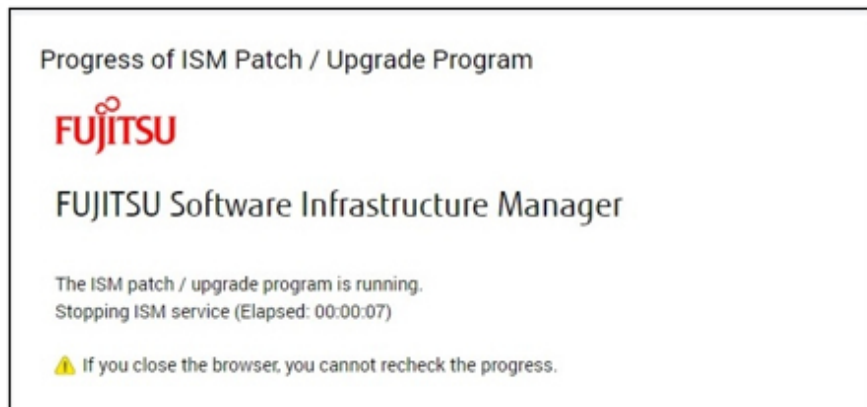 Progress of ISM Patch / Upgrade Program
FUJITSU
FUJITSU Software Infrastructure Manager
The ISM patch / upgrade program is running.
Stopping ISM service (Elapsed: 00:00:07)
If you close the browser, you cannot recheck the progress.